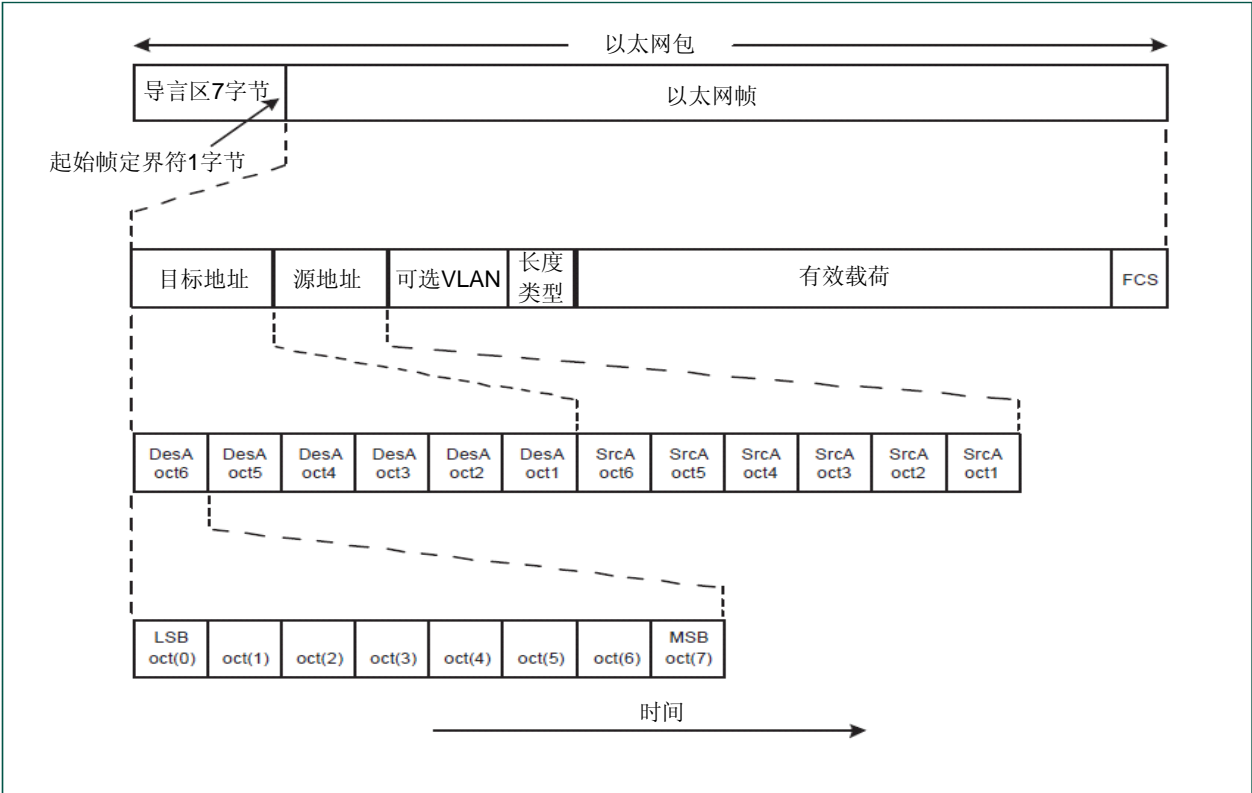 以太网包
导言区7字节
以太网帧
起始帧定界符1字节
目标地址
源地址
可选VLAN
长度
类型
有效载荷
FCS
DesA
oct6
DesA
oct5
DesA
oct4
DesA
oct3
DesA
oct2
DesA
oct1
SrcA
oct6
SrcA
oct5
SrcA
oct4
SrcA
oct3
SrcA
oct2
SrcA
oct1
LSB
oct(0)
oct(1)
oct(2)
oct(3)
oct(4)
oct(5)
oct(6)
MSB
oct(7)
时间